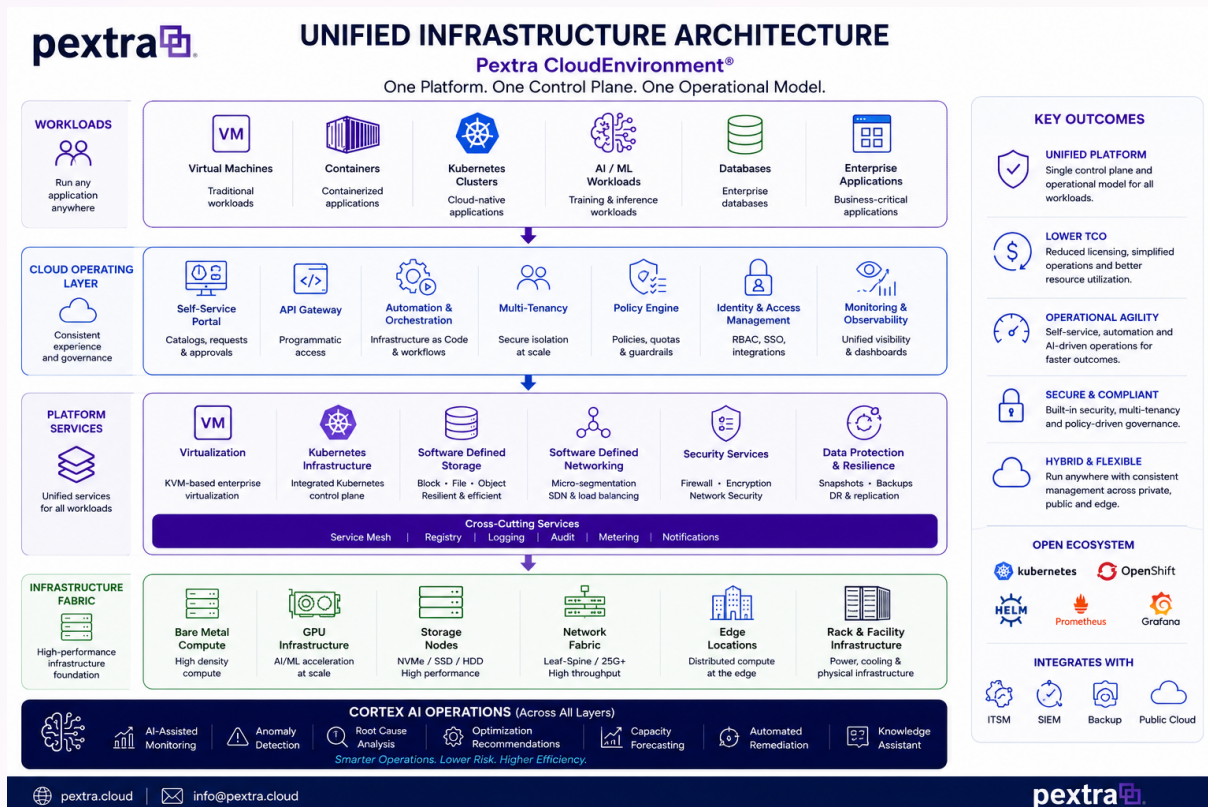 pextra
UNIFIED INFRASTRUCTURE ARCHITECTURE
Pextra CloudEnvironment®
One Platform. One Control Plane. One Operational Model.
WORKLOADS
Run any
application
anywhere
VM
Virtual Machines
Traditional
workloads
Containers
Containerized
applications
Kubernetes
Clusters
Cloud-native
applications
AI / ML
Workloads
Training & inference
workloads
Databases
Enterprise
databases
Enterprise
Applications
Business-critical
applications
CLOUD OPERATING
LAYER
Consistent
experience
and governance
Self-Service
Portal
Catalogs, requests
& approvals
API Gateway
Programmatic
access
Automation &
Orchestration
Infrastructure as Code
& workflows
Multi-Tenancy
Secure isolation
at scale
Policy Engine
Policies, quotas
& guardrails
Identity & Access
Management
RBAC, SSO,
integrations
Monitoring &
Observability
Unified visibility
& dashboards
PLATFORM
SERVICES
Unified services
for all workloads
VM
Virtualization
KVM-based enterprise
virtualization
Kubernetes
Infrastructure
Integrated Kubernetes
control plane
Software Defined
Storage
Block • File • Object
Resilient & efficient
Software Defined
Networking
Micro-segmentation
SDN & load balancing
Security Services
Firewall • Encryption
Network Security
Data Protection
& Resilience
Snapshots • Backups
DR & replication
Cross-Cutting Services
Service Mesh | Registry | Logging | Audit | Metering | Notifications
INFRASTRUCTURE
FABRIC
High-performance
infrastructure
foundation
Bare Metal
Compute
High density
compute
GPU
Infrastructure
AI/ML acceleration
at scale
Storage
Nodes
NVMe / SSD / HDD
High performance
Network
Fabric
Leaf-Spine / 25G+
High throughput
Edge
Locations
Distributed compute
at the edge
Rack & Facility
Infrastructure
Power, cooling &
physical infrastructure
CORTEX AI OPERATIONS (Across All Layers)
AI-Assisted
Monitoring
Anomaly
Detection
Root Cause
Analysis
Optimization
Recommendations
Capacity
Forecasting
Automated
Remediation
Knowledge
Assistant
Smarter Operations. Lower Risk. Higher Efficiency.
KEY OUTCOMES
UNIFIED PLATFORM
Single control plane and
operational model for all
workloads.
LOWER TCO
Reduced licensing, simplified
operations and better
resource utilization.
OPERATIONAL AGILITY
Self-service, automation and
AI-driven operations for
faster outcomes.
SECURE & COMPLIANT
Built-in security, multi-tenancy
and policy-driven governance.
HYBRID & FLEXIBLE
Run anywhere with consistent
management across private,
public and edge.
OPEN ECOSYSTEM
kubernetes
OpenShift
HELM
Prometheus
Grafana
INTEGRATES WITH
ITSM
SIEM
Backup
Public Cloud
pextra.cloud | info@pextra.cloud
pextra